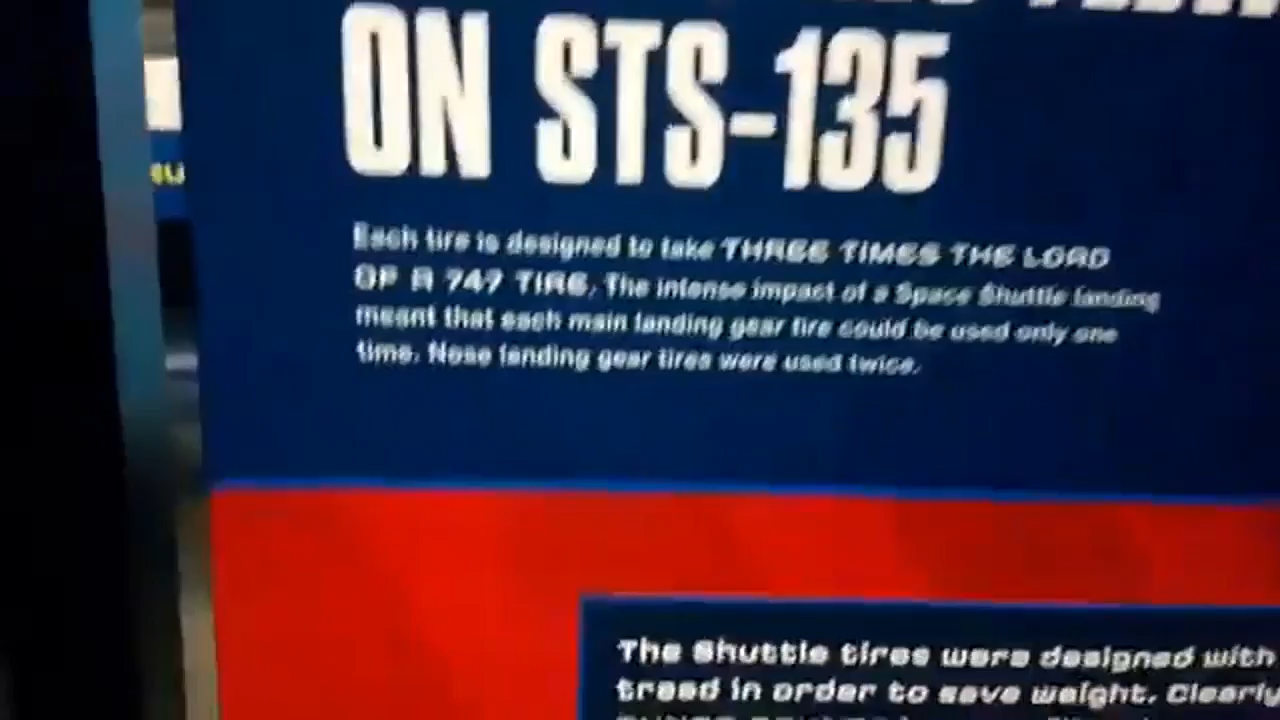 ON STS-135
Each tire is designed to take THREE TIMES THE LOAD
OF A 747 TIRE. The intense impact of a Space Shuttle landing
meant that each main landing gear tire could be used only one
time. Nose landing gear tires were used twice.
The Shuttle tires were designed with
tread in order to save weight. Clearly